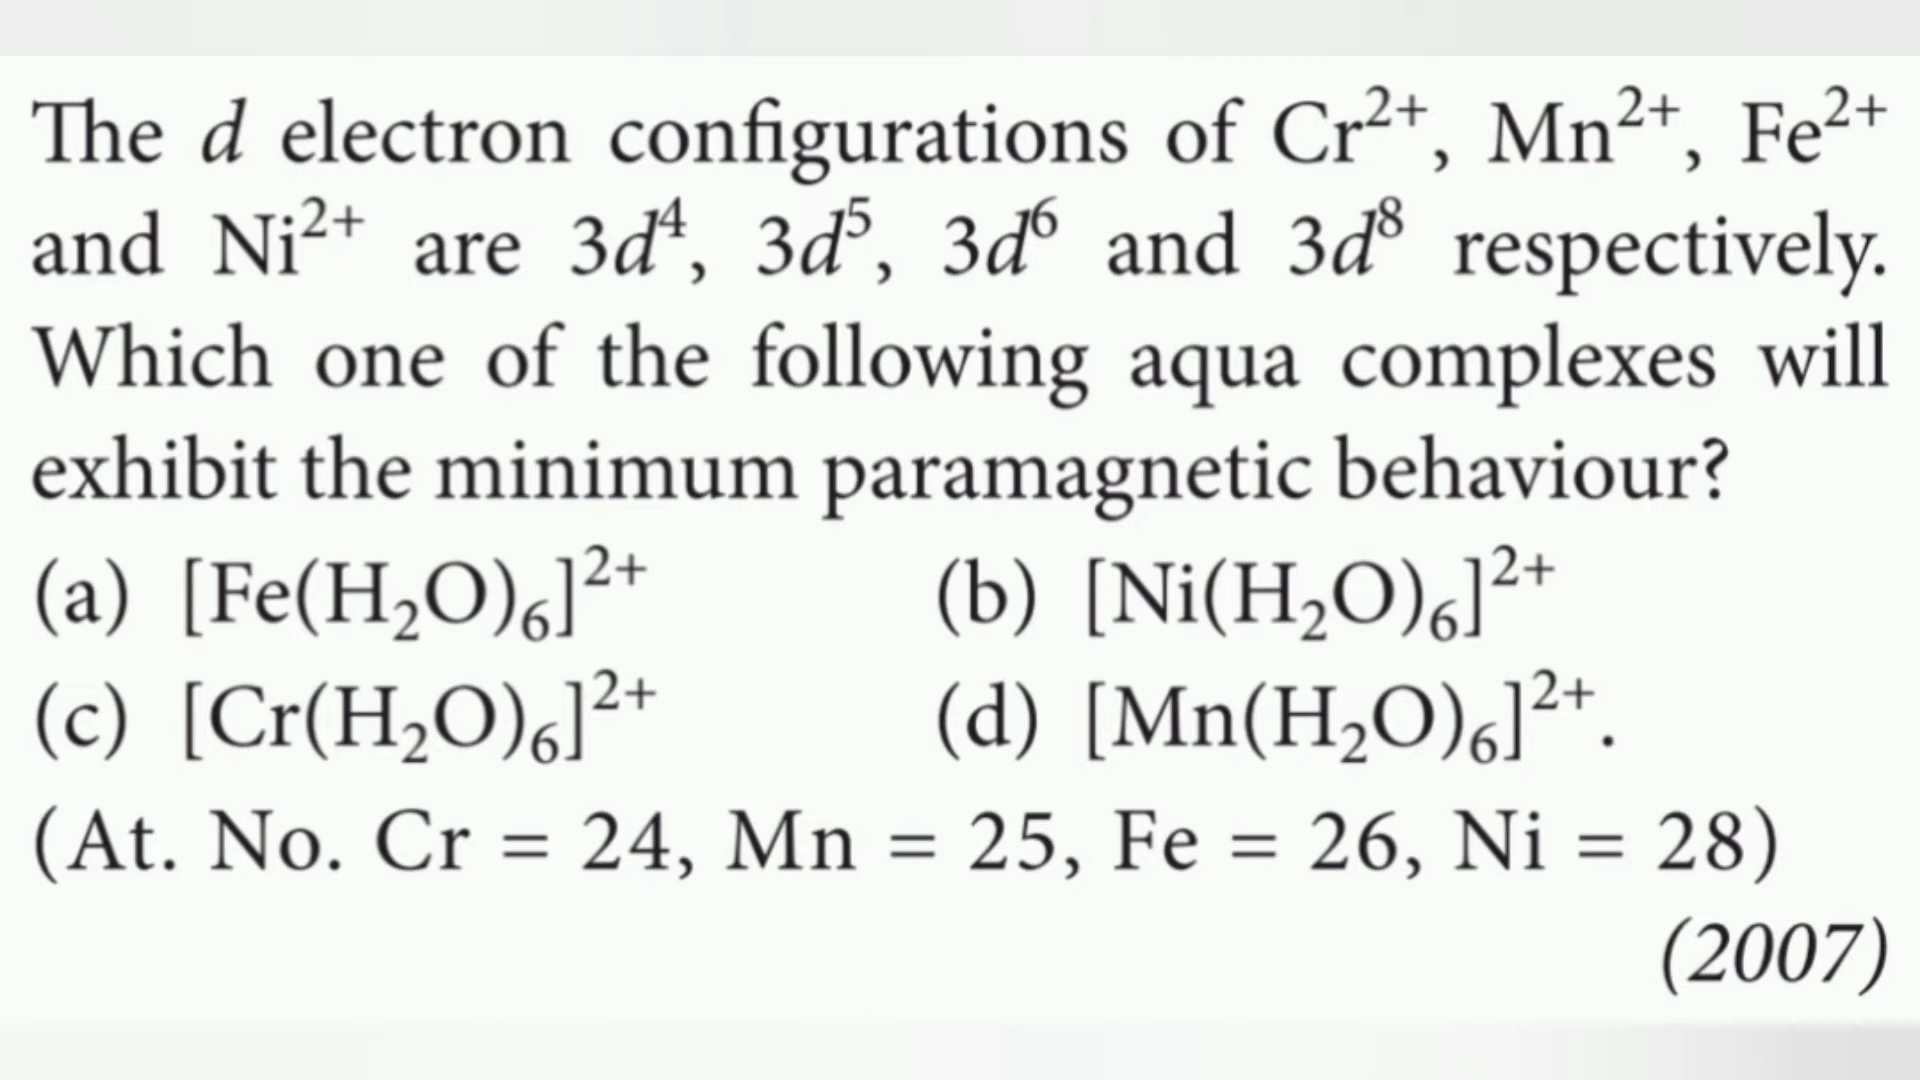 The d electron configurations of Cr²⁺, Mn²⁺, Fe²⁺
and Ni²⁺ are 3d⁴, 3d⁵, 3d⁶ and 3d⁸ respectively.
Which one of the following aqua complexes will
exhibit the minimum paramagnetic behaviour?
(a) [Fe(H₂O)₆]²⁺ (b) [Ni(H₂O)₆]²⁺
(c) [Cr(H₂O)₆]²⁺ (d) [Mn(H₂O)₆]²⁺.
(At. No. Cr = 24, Mn = 25, Fe = 26, Ni = 28)
(2007)